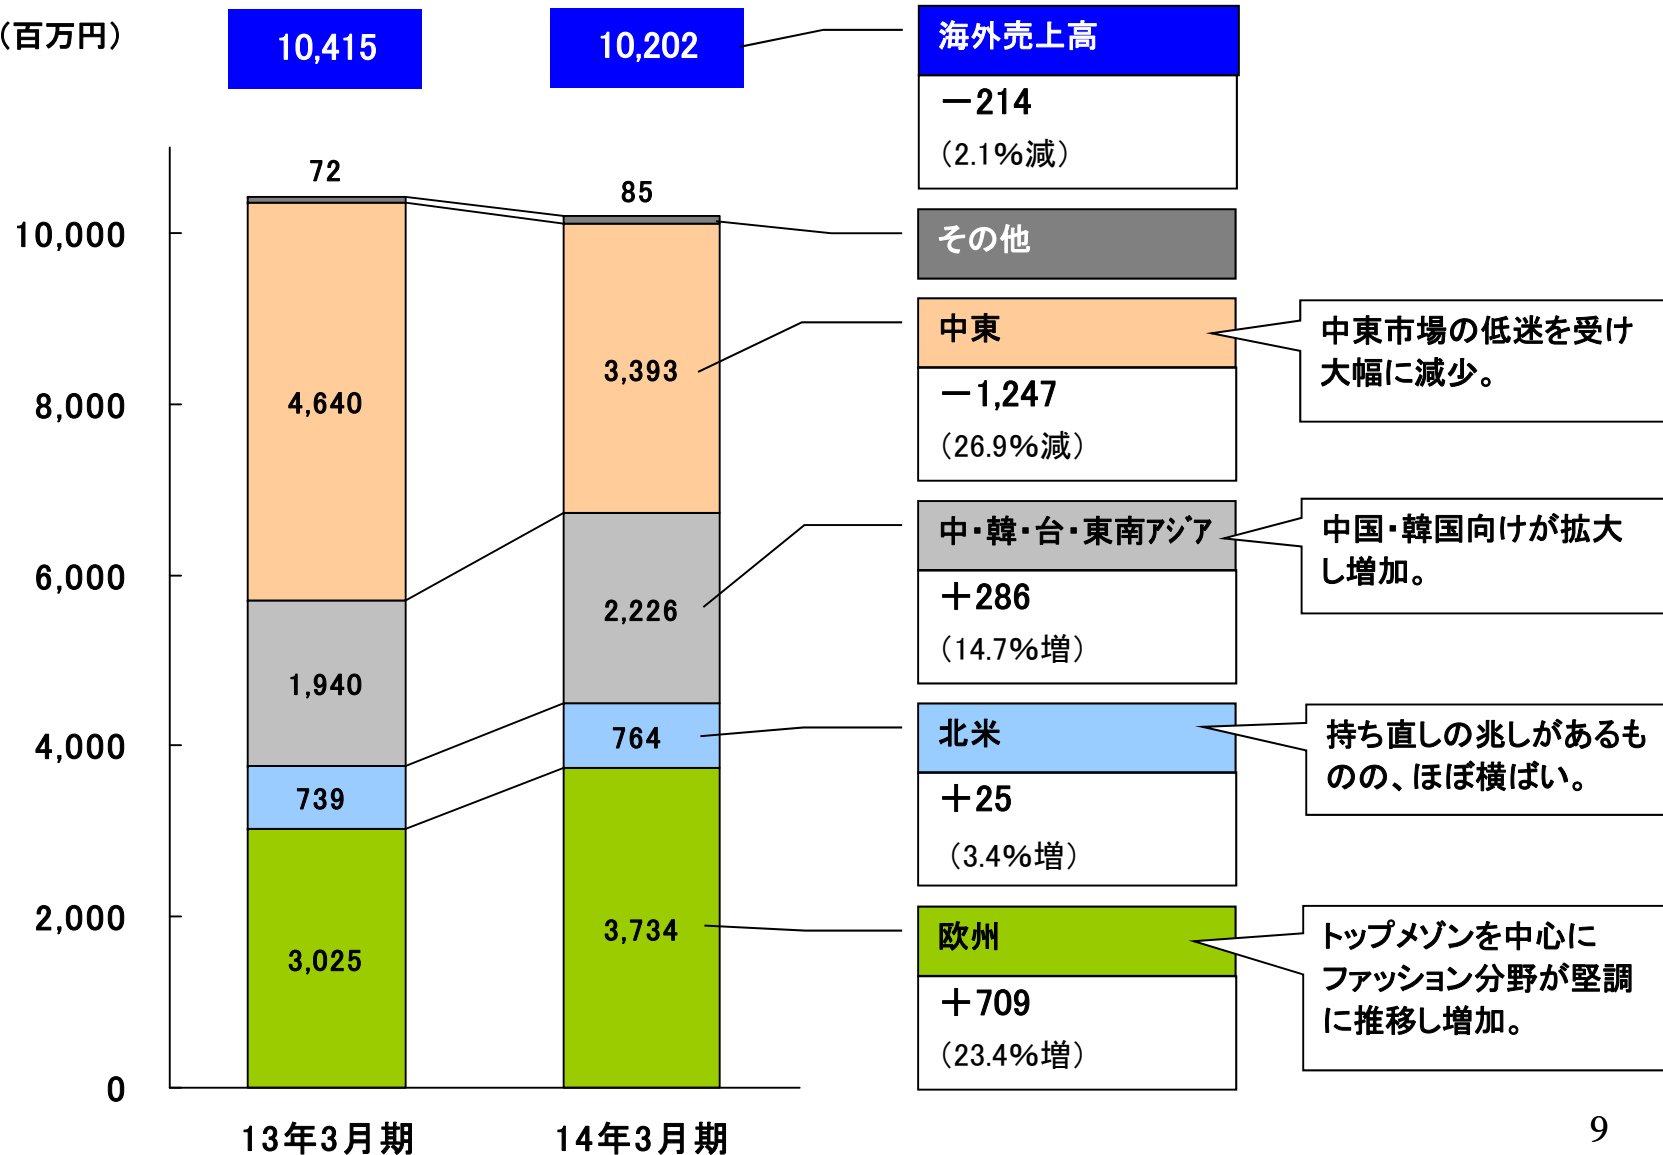 （百万円）
10,415
10,202
海外売上高
－214
（2.1%減）
72
85
10,000
8,000
6,000
4,000
2,000
0
4,640
1,940
739
3,025
3,393
2,226
764
3,734
13年3月期
14年3月期
その他
中東
－1,247
（26.9%減）
中東市場の低迷を受け
大幅に減少。
中・韓・台・東南ｱｼﾞｱ
＋286
（14.7%増）
中国・韓国向けが拡大
し増加。
北米
＋25
（3.4%増）
持ち直しの兆しがあるも
のの、ほぼ横ばい。
欧州
＋709
（23.4%増）
トップメゾンを中心に
ファッション分野が堅調
に推移し増加。
9